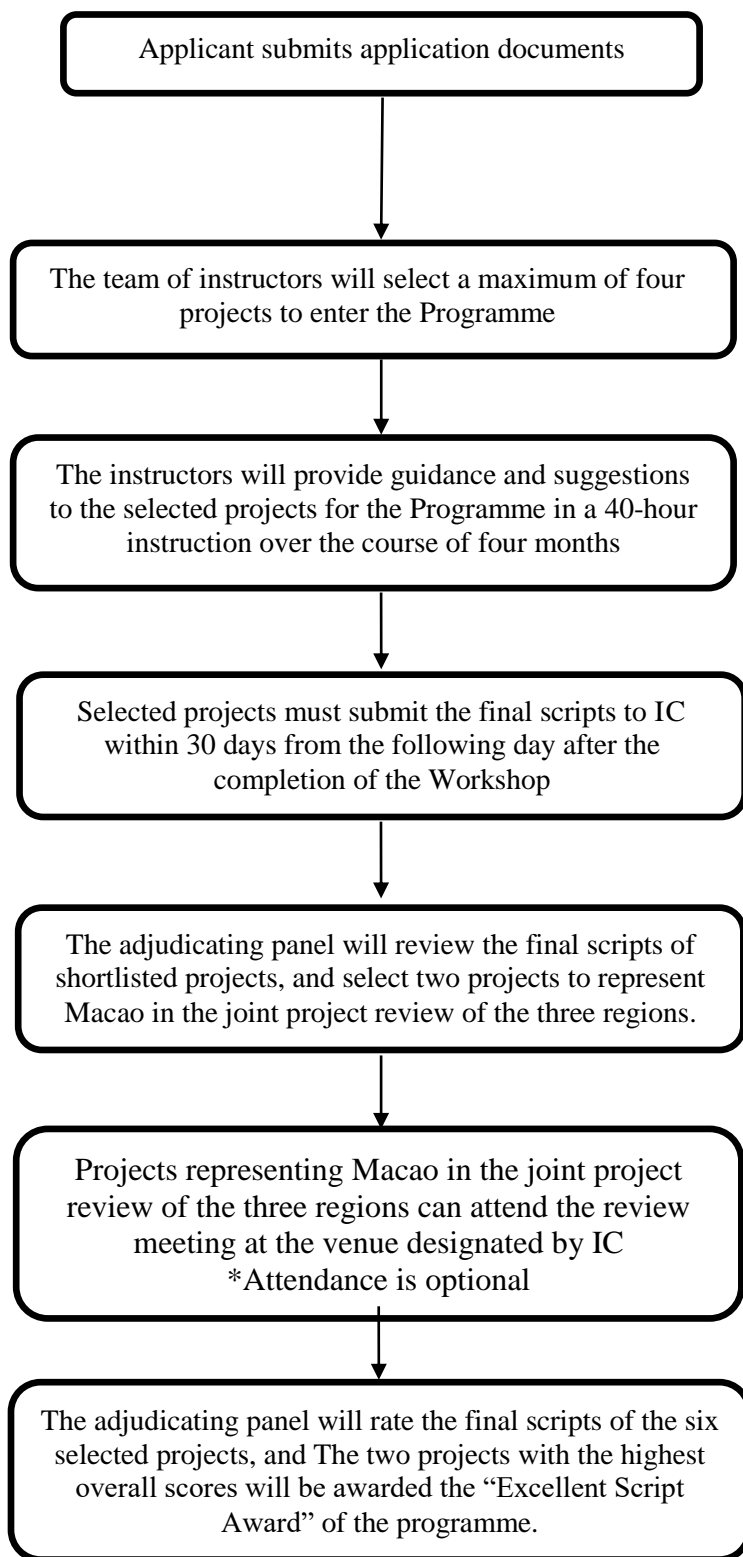 Applicant submits application documents
The team of instructors will select a maximum of four
projects to enter the Programme
The instructors will provide guidance and suggestions
to the selected projects for the Programme in a 40-hour
instruction over the course of four months
Selected projects must submit the final scripts to IC
within 30 days from the following day after the
completion of the Workshop
The adjudicating panel will review the final scripts of
shortlisted projects, and select two projects to represent
Macao in the joint project review of the three regions.
Projects representing Macao in the joint project
review of the three regions can attend the review
meeting at the venue designated by IC
*Attendance is optional
The adjudicating panel will rate the final scripts of the six
selected projects, and The two projects with the highest
overall scores will be awarded the “Excellent Script
Award” of the programme.